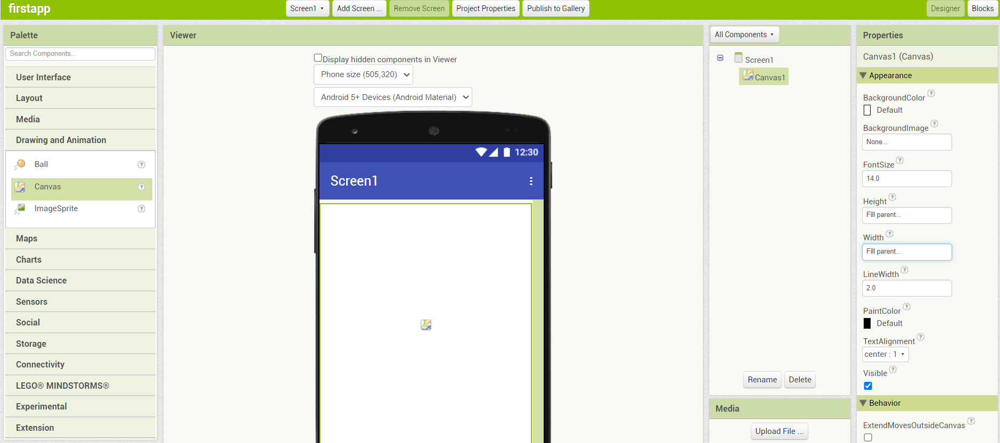 firstapp
Screen1
Add Screen ...
Remove Screen
Project Properties
Publish to Gallery
Designer
Blocks
Palette
Search Components...
User Interface
Layout
Media
Drawing and Animation
Ball
?
Canvas
?
ImageSprite
?
Maps
Charts
Data Science
Sensors
Social
Storage
Connectivity
LEGO® MINDSTORMS®
Experimental
Extension
Viewer
Display hidden components in Viewer
Phone size (505,320)
Android 5+ Devices (Android Material)
12:30
Screen1
All Components
Screen1
Canvas1
Rename
Delete
Media
Upload File ...
Properties
Canvas1 (Canvas)
Appearance
BackgroundColor ?
Default
BackgroundImage ?
None...
FontSize ?
14.0
Height ?
Fill parent...
Width ?
Fill parent...
LineWidth ?
2.0
PaintColor ?
Default
TextAlignment ?
center : 1
Visible ?
Behavior
ExtendMovesOutsideCanvas ?